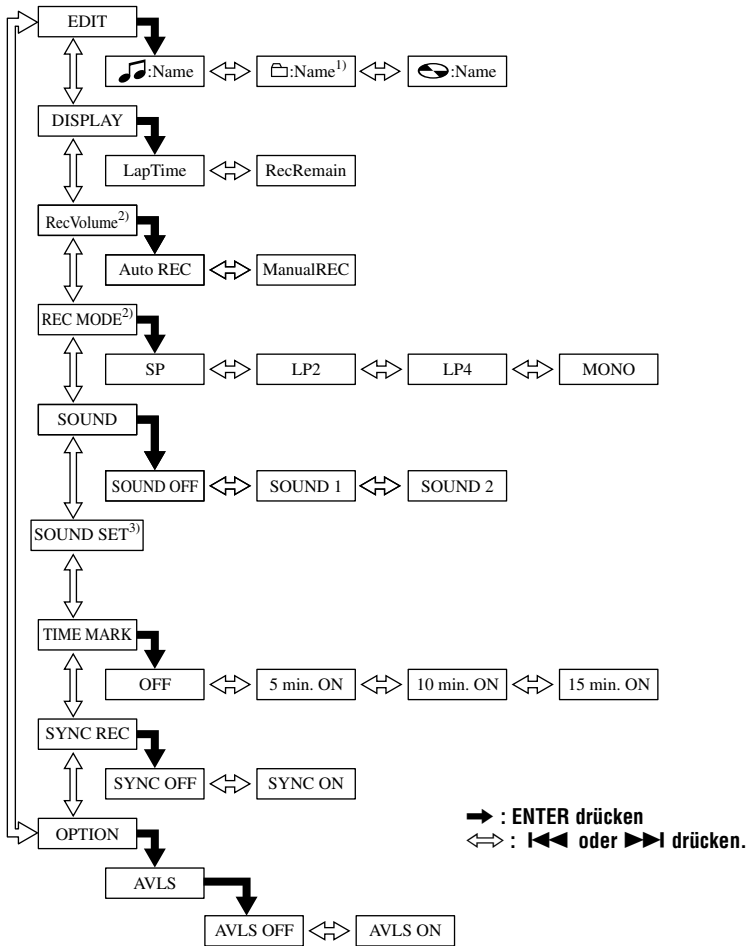 EDIT
:Name :Name1) :Name
DISPLAY
LapTime RecRemain
RecVolume2)
Auto REC ManualREC
REC MODE2)
SP LP2 LP4 MONO
SOUND
SOUND OFF SOUND 1 SOUND 2
SOUND SET3)
TIME MARK
OFF 5 min. ON 10 min. ON 15 min. ON
SYNC REC
SYNC OFF SYNC ON
: ENTER drücken
: oder drücken.
OPTION
AVLS
AVLS OFF AVLS ON